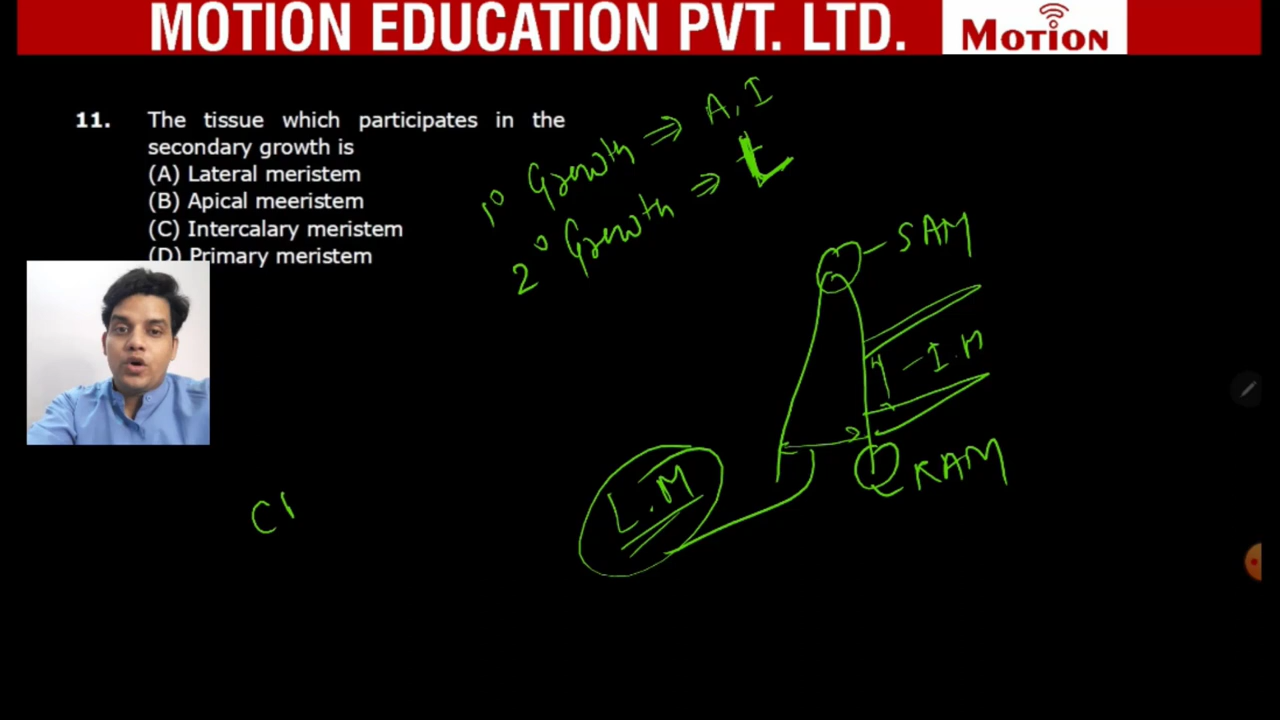 MOTION EDUCATION PVT. LTD.
MOTION
11. The tissue which participates in the
secondary growth is
(A) Lateral meristem
(B) Apical meeristem
(C) Intercalary meristem
(D) Primary meristem
1° Growth ⇒ A, I
2° Growth ⇒ L
SAM
I.M
RAM
L.M